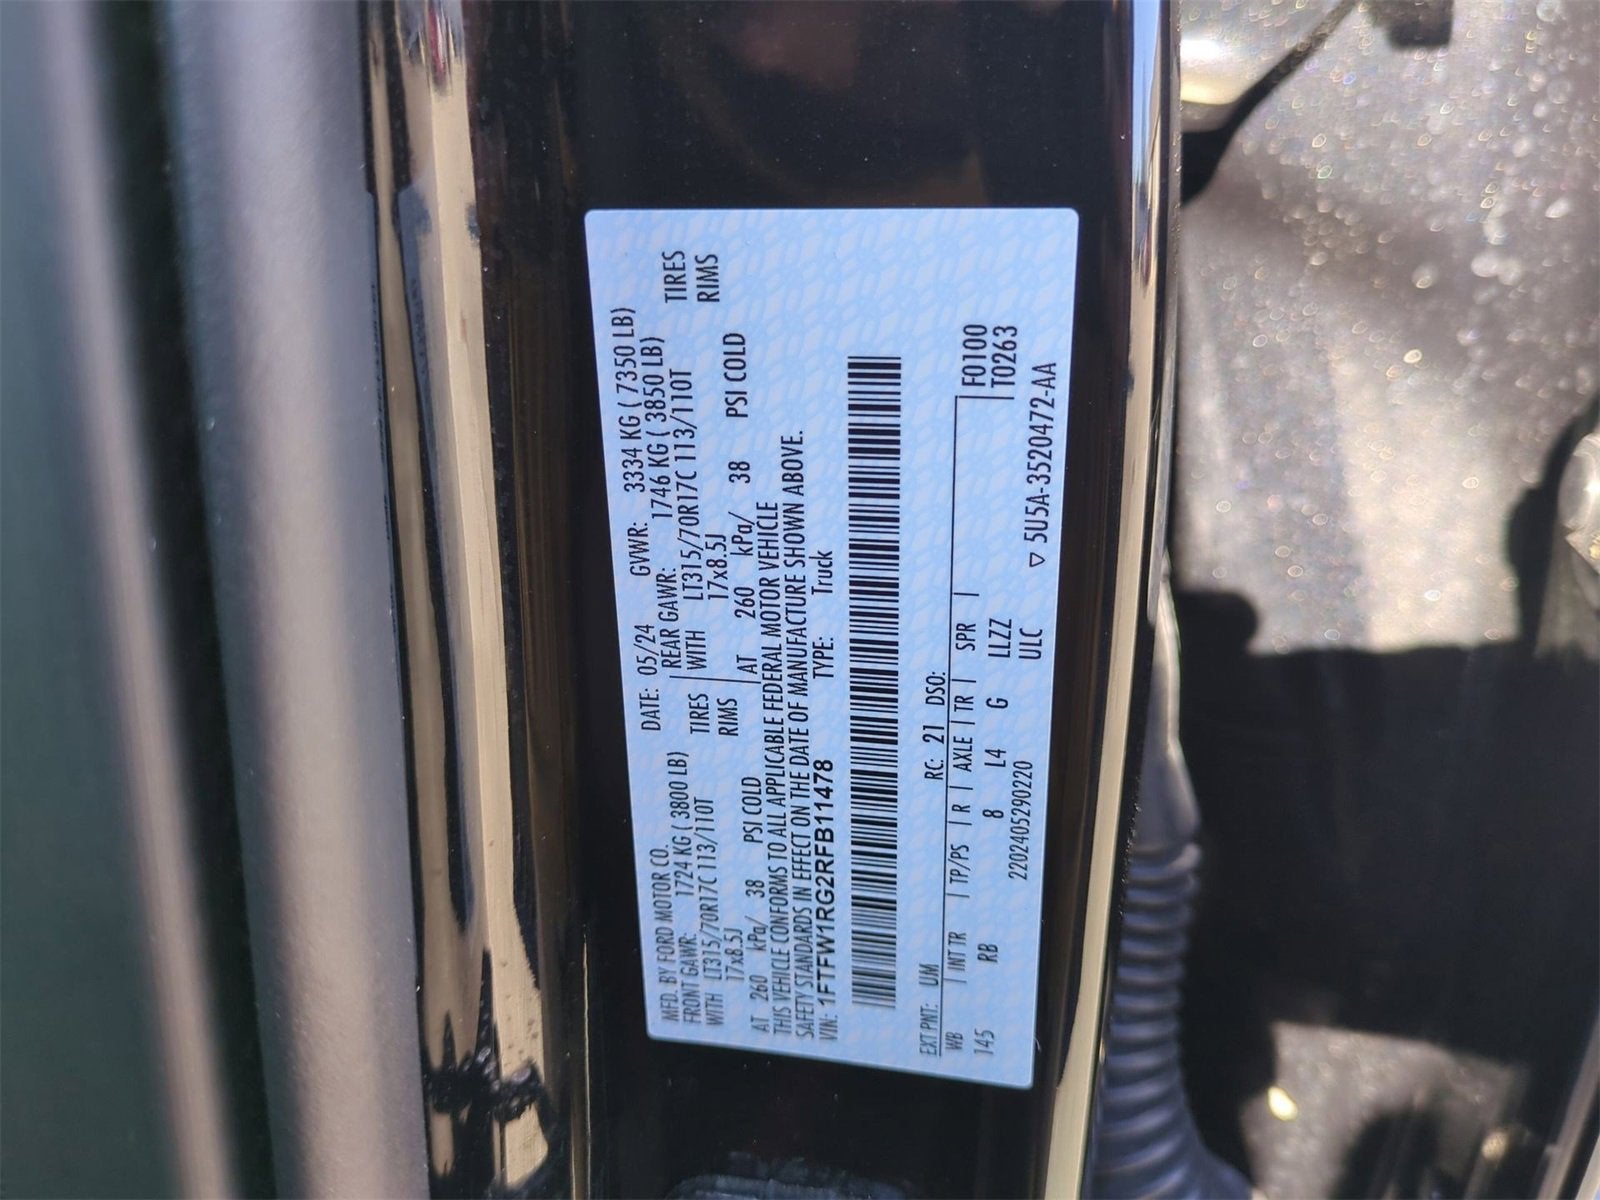 MFD. BY FORD MOTOR CO. DATE: 05/24 GVWR: 3334 KG ( 7350 LB)
FRONT GAWR: 1724 KG ( 3800 LB) REAR GAWR: 1746 KG ( 3850 LB)
WITH LT315/70R17C 113/110T TIRES WITH LT315/70R17C 113/110T TIRES
17x8.5J RIMS 17x8.5J RIMS
AT 260 kPa/ 38 PSI COLD AT 260 kPa/ 38 PSI COLD
THIS VEHICLE CONFORMS TO ALL APPLICABLE FEDERAL MOTOR VEHICLE
SAFETY STANDARDS IN EFFECT ON THE DATE OF MANUFACTURE SHOWN ABOVE.
VIN: 1FTFW1RG2RFB11478 TYPE: Truck
EXT PNT: UM RC: 21 DSO:
WB | INT TR | TP/PS | R | AXLE | TR | SPR | F0100
145 RB 8 L4 G LLZZ T0263
22024052902​20 ULC ▽ 5U5A-3520472-AA